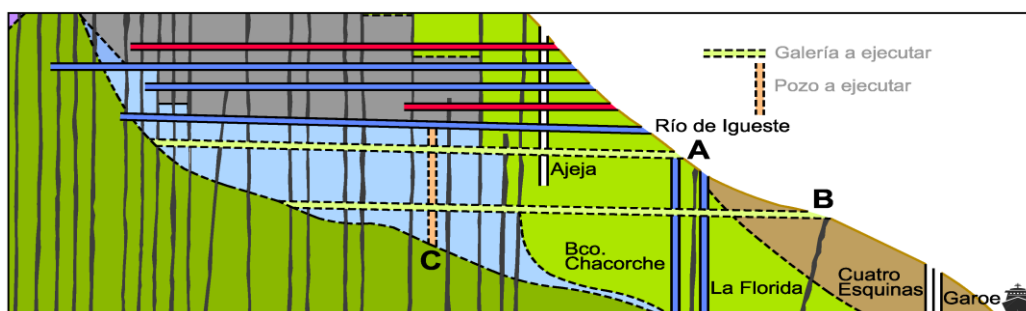 Galería a ejecutar
Pozo a ejecutar
Río de Igueste
A
Ajeja
B
Bco.
Chacorche
C
La Florida
Cuatro
Esquinas
Garoe